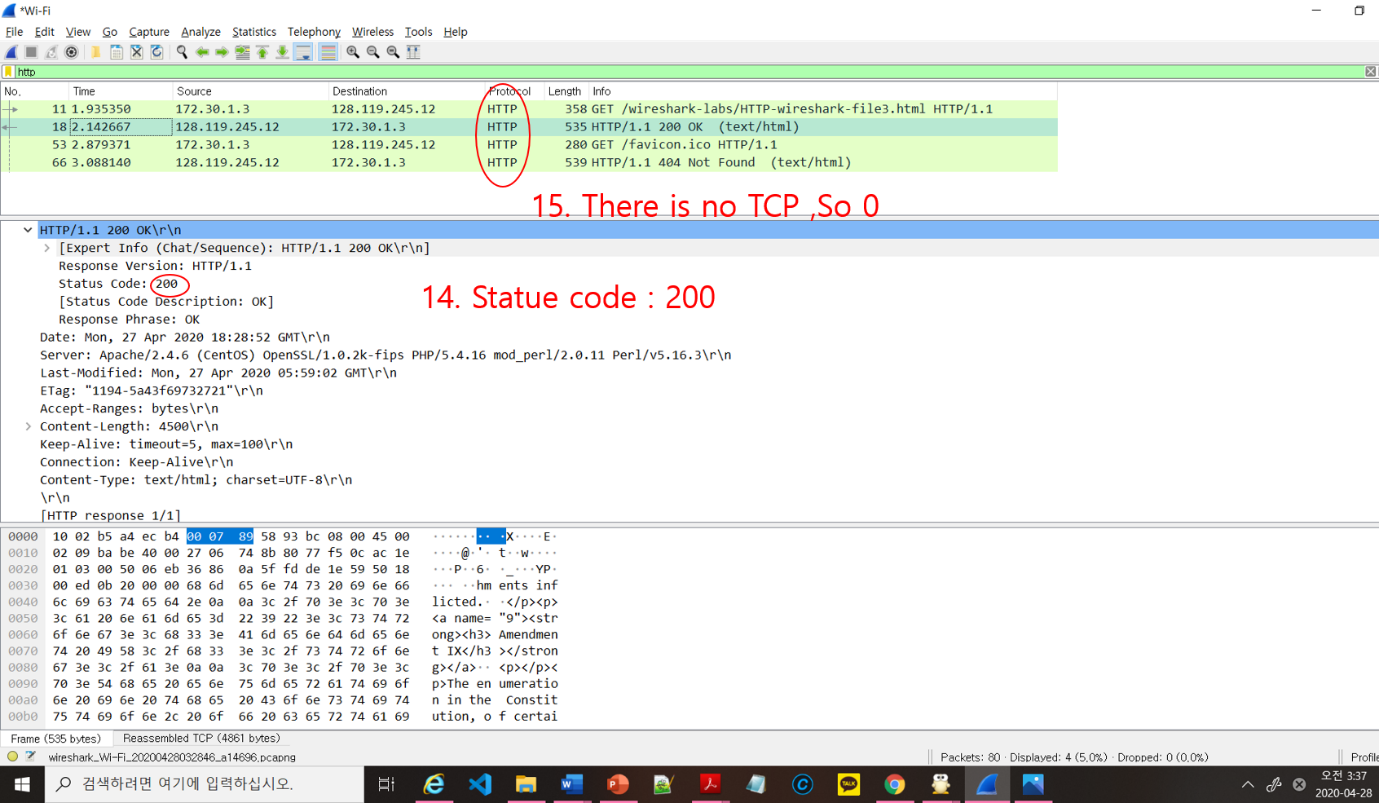 *Wi-Fi
File Edit View Go Capture Analyze Statistics Telephony Wireless Tools Help
http
No. Time Source Destination Protocol Length Info
11 1.935350 172.30.1.3 128.119.245.12 HTTP 358 GET /wireshark-labs/HTTP-wireshark-file3.html HTTP/1.1
18 2.142667 128.119.245.12 172.30.1.3 HTTP 535 HTTP/1.1 200 OK (text/html)
53 2.879371 172.30.1.3 128.119.245.12 HTTP 280 GET /favicon.ico HTTP/1.1
66 3.088140 128.119.245.12 172.30.1.3 HTTP 539 HTTP/1.1 404 Not Found (text/html)
15. There is no TCP ,So 0
HTTP/1.1 200 OK\r\n
[Expert Info (Chat/Sequence): HTTP/1.1 200 OK\r\n]
Response Version: HTTP/1.1
Status Code: 200
[Status Code Description: OK]
14. Statue code : 200
Response Phrase: OK
Date: Mon, 27 Apr 2020 18:28:52 GMT\r\n
Server: Apache/2.4.6 (CentOS) OpenSSL/1.0.2k-fips PHP/5.4.16 mod_perl/2.0.11 Perl/v5.16.3\r\n
Last-Modified: Mon, 27 Apr 2020 05:59:02 GMT\r\n
ETag: "1194-5a43f69732721"\r\n
Accept-Ranges: bytes\r\n
Content-Length: 4500\r\n
Keep-Alive: timeout=5, max=100\r\n
Connection: Keep-Alive\r\n
Content-Type: text/html; charset=UTF-8\r\n
\r\n
[HTTP response 1/1]
0000 10 02 b5 a4 ec b4 00 07 89 58 93 bc 08 00 45 00 ·········X····E·
0010 02 09 ba be 40 00 27 06 74 8b 80 77 f5 0c ac 1e ····@·'·t··w····
0020 01 03 00 50 06 eb 36 86 0a 5f fd de 1e 59 50 18 ···P··6··_···YP·
0030 00 ed 0b 20 00 00 68 6d 65 6e 74 73 20 69 6e 66 ··· ··hments inf
0040 6c 69 63 74 65 64 2e 0a 0a 3c 2f 70 3e 3c 70 3e licted.··</p><p>
0050 3c 61 20 6e 61 6d 65 3d 22 39 22 3e 3c 73 74 72 <a name="9"><str
0060 6f 6e 67 3e 3c 68 33 3e 41 6d 65 6e 64 6d 65 6e ong><h3>Amendmen
0070 74 20 49 58 3c 2f 68 33 3e 3c 2f 73 74 72 6f 6e t IX</h3></stron
0080 67 3e 3c 2f 61 3e 0a 0a 3c 70 3e 3c 2f 70 3e 3c g></a>··<p></p><
0090 70 3e 54 68 65 20 65 6e 75 6d 65 72 61 74 69 6f p>The enumeratio
00a0 6e 20 69 6e 20 74 68 65 20 43 6f 6e 73 74 69 74 n in the Constit
00b0 75 74 69 6f 6e 2c 20 6f 66 20 63 65 72 74 61 69 ution, of certai
Frame (535 bytes) Reassembled TCP (4861 bytes)
wireshark_Wi-Fi_20200428032846_a14696.pcapng Packets: 80 · Displayed: 4 (5.0%) · Dropped: 0 (0.0%) Profile
검색하려면 여기에 입력하십시오. TALK 오전 3:37
2020-04-28